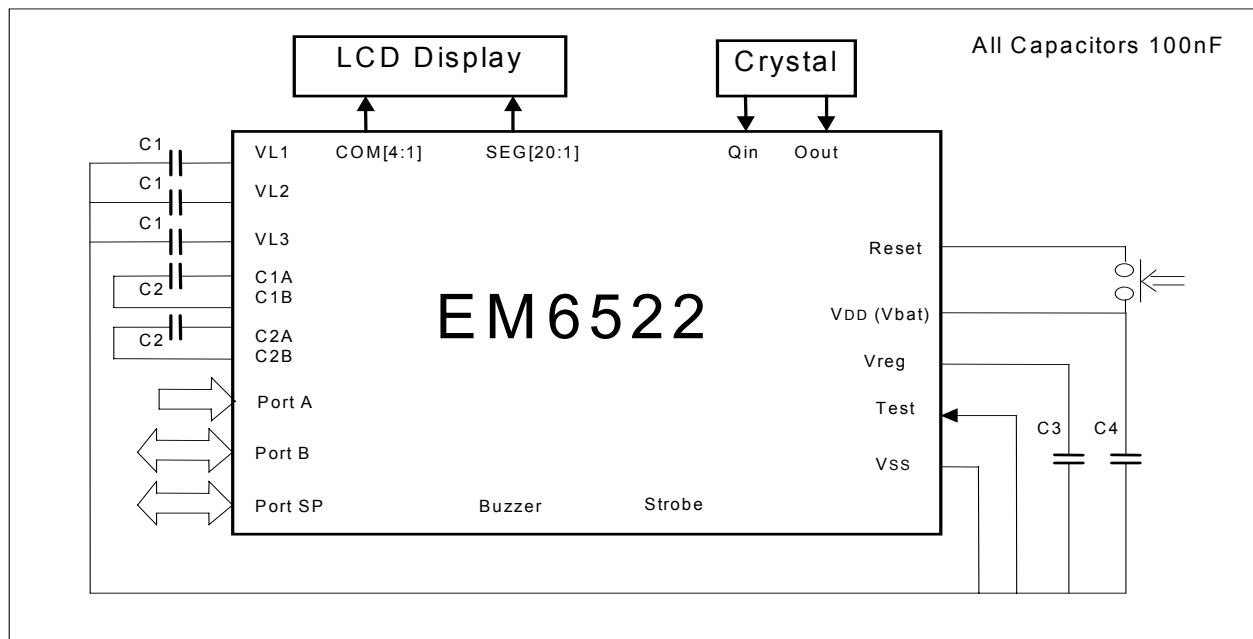 LCD Display
Crystal
All Capacitors 100nF
C1
VL1
COM[4:1]
SEG[20:1]
Qin
Oout
C1
VL2
C1
VL3
Reset
C2
C1A
C1B
EM6522
VDD (Vbat)
C2
C2A
C2B
Vreg
Port A
Test
C3
C4
Port B
VSS
Port SP
Buzzer
Strobe